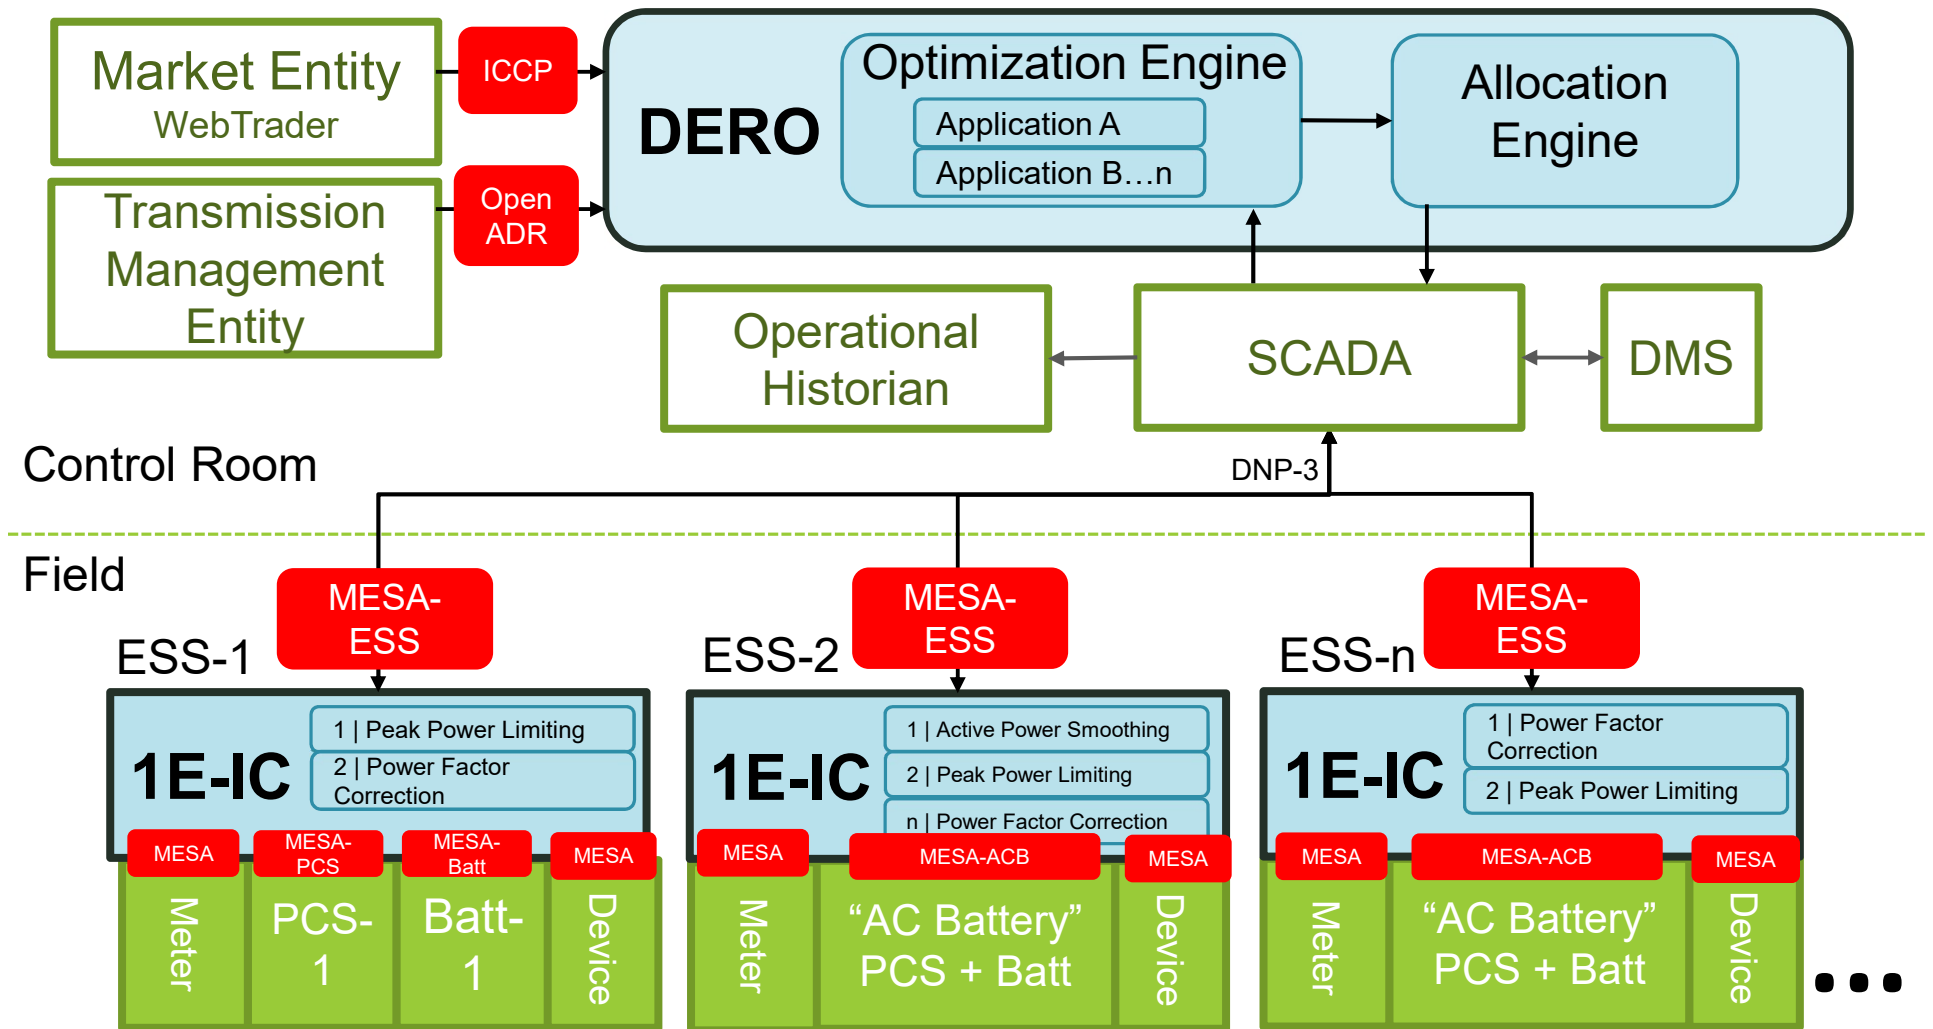 Market Entity
WebTrader
ICCP
Transmission
Management
Entity
Open
ADR
DERO
Optimization Engine
Application A
Application B…n
Allocation
Engine
Operational
Historian
SCADA
DMS
Control Room
DNP-3
Field
MESA-
ESS
MESA-
ESS
MESA-
ESS
ESS-1
1E-IC
1 | Peak Power Limiting
2 | Power Factor
Correction
MESA
MESA-
PCS
MESA-
Batt
MESA
Meter
PCS-
1
Batt-
1
Device
ESS-2
1E-IC
1 | Active Power Smoothing
2 | Peak Power Limiting
n | Power Factor Correction
MESA
MESA-ACB
MESA
Meter
“AC Battery”
PCS + Batt
Device
ESS-n
1E-IC
1 | Power Factor
Correction
2 | Peak Power Limiting
MESA
MESA-ACB
MESA
Meter
“AC Battery”
PCS + Batt
Device
...